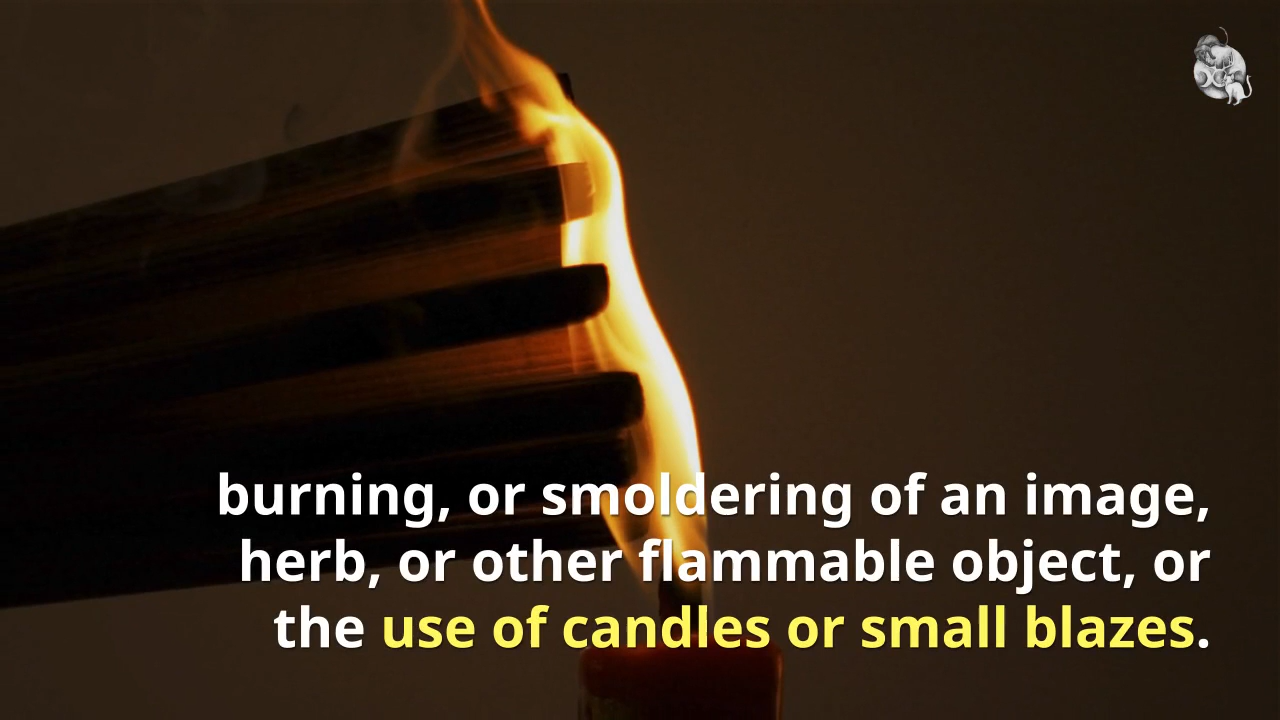 burning, or smoldering of an image,
herb, or other flammable object, or
the use of candles or small blazes.